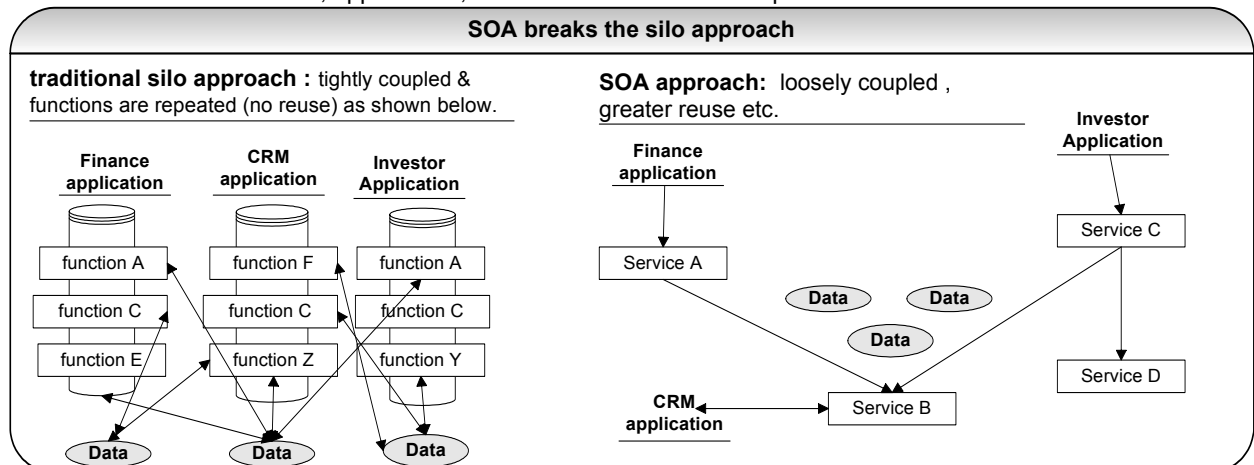 SOA breaks the silo approach
traditional silo approach : tightly coupled &
functions are repeated (no reuse) as shown below.
Finance
application
CRM
application
Investor
Application
function A
function F
function A
function C
function C
function C
function E
function Z
function Y
Data
Data
Data
SOA approach: loosely coupled ,
greater reuse etc.
Finance
application
Investor
Application
Service A
Service C
Data
Data
Data
Service D
CRM
application
Service B